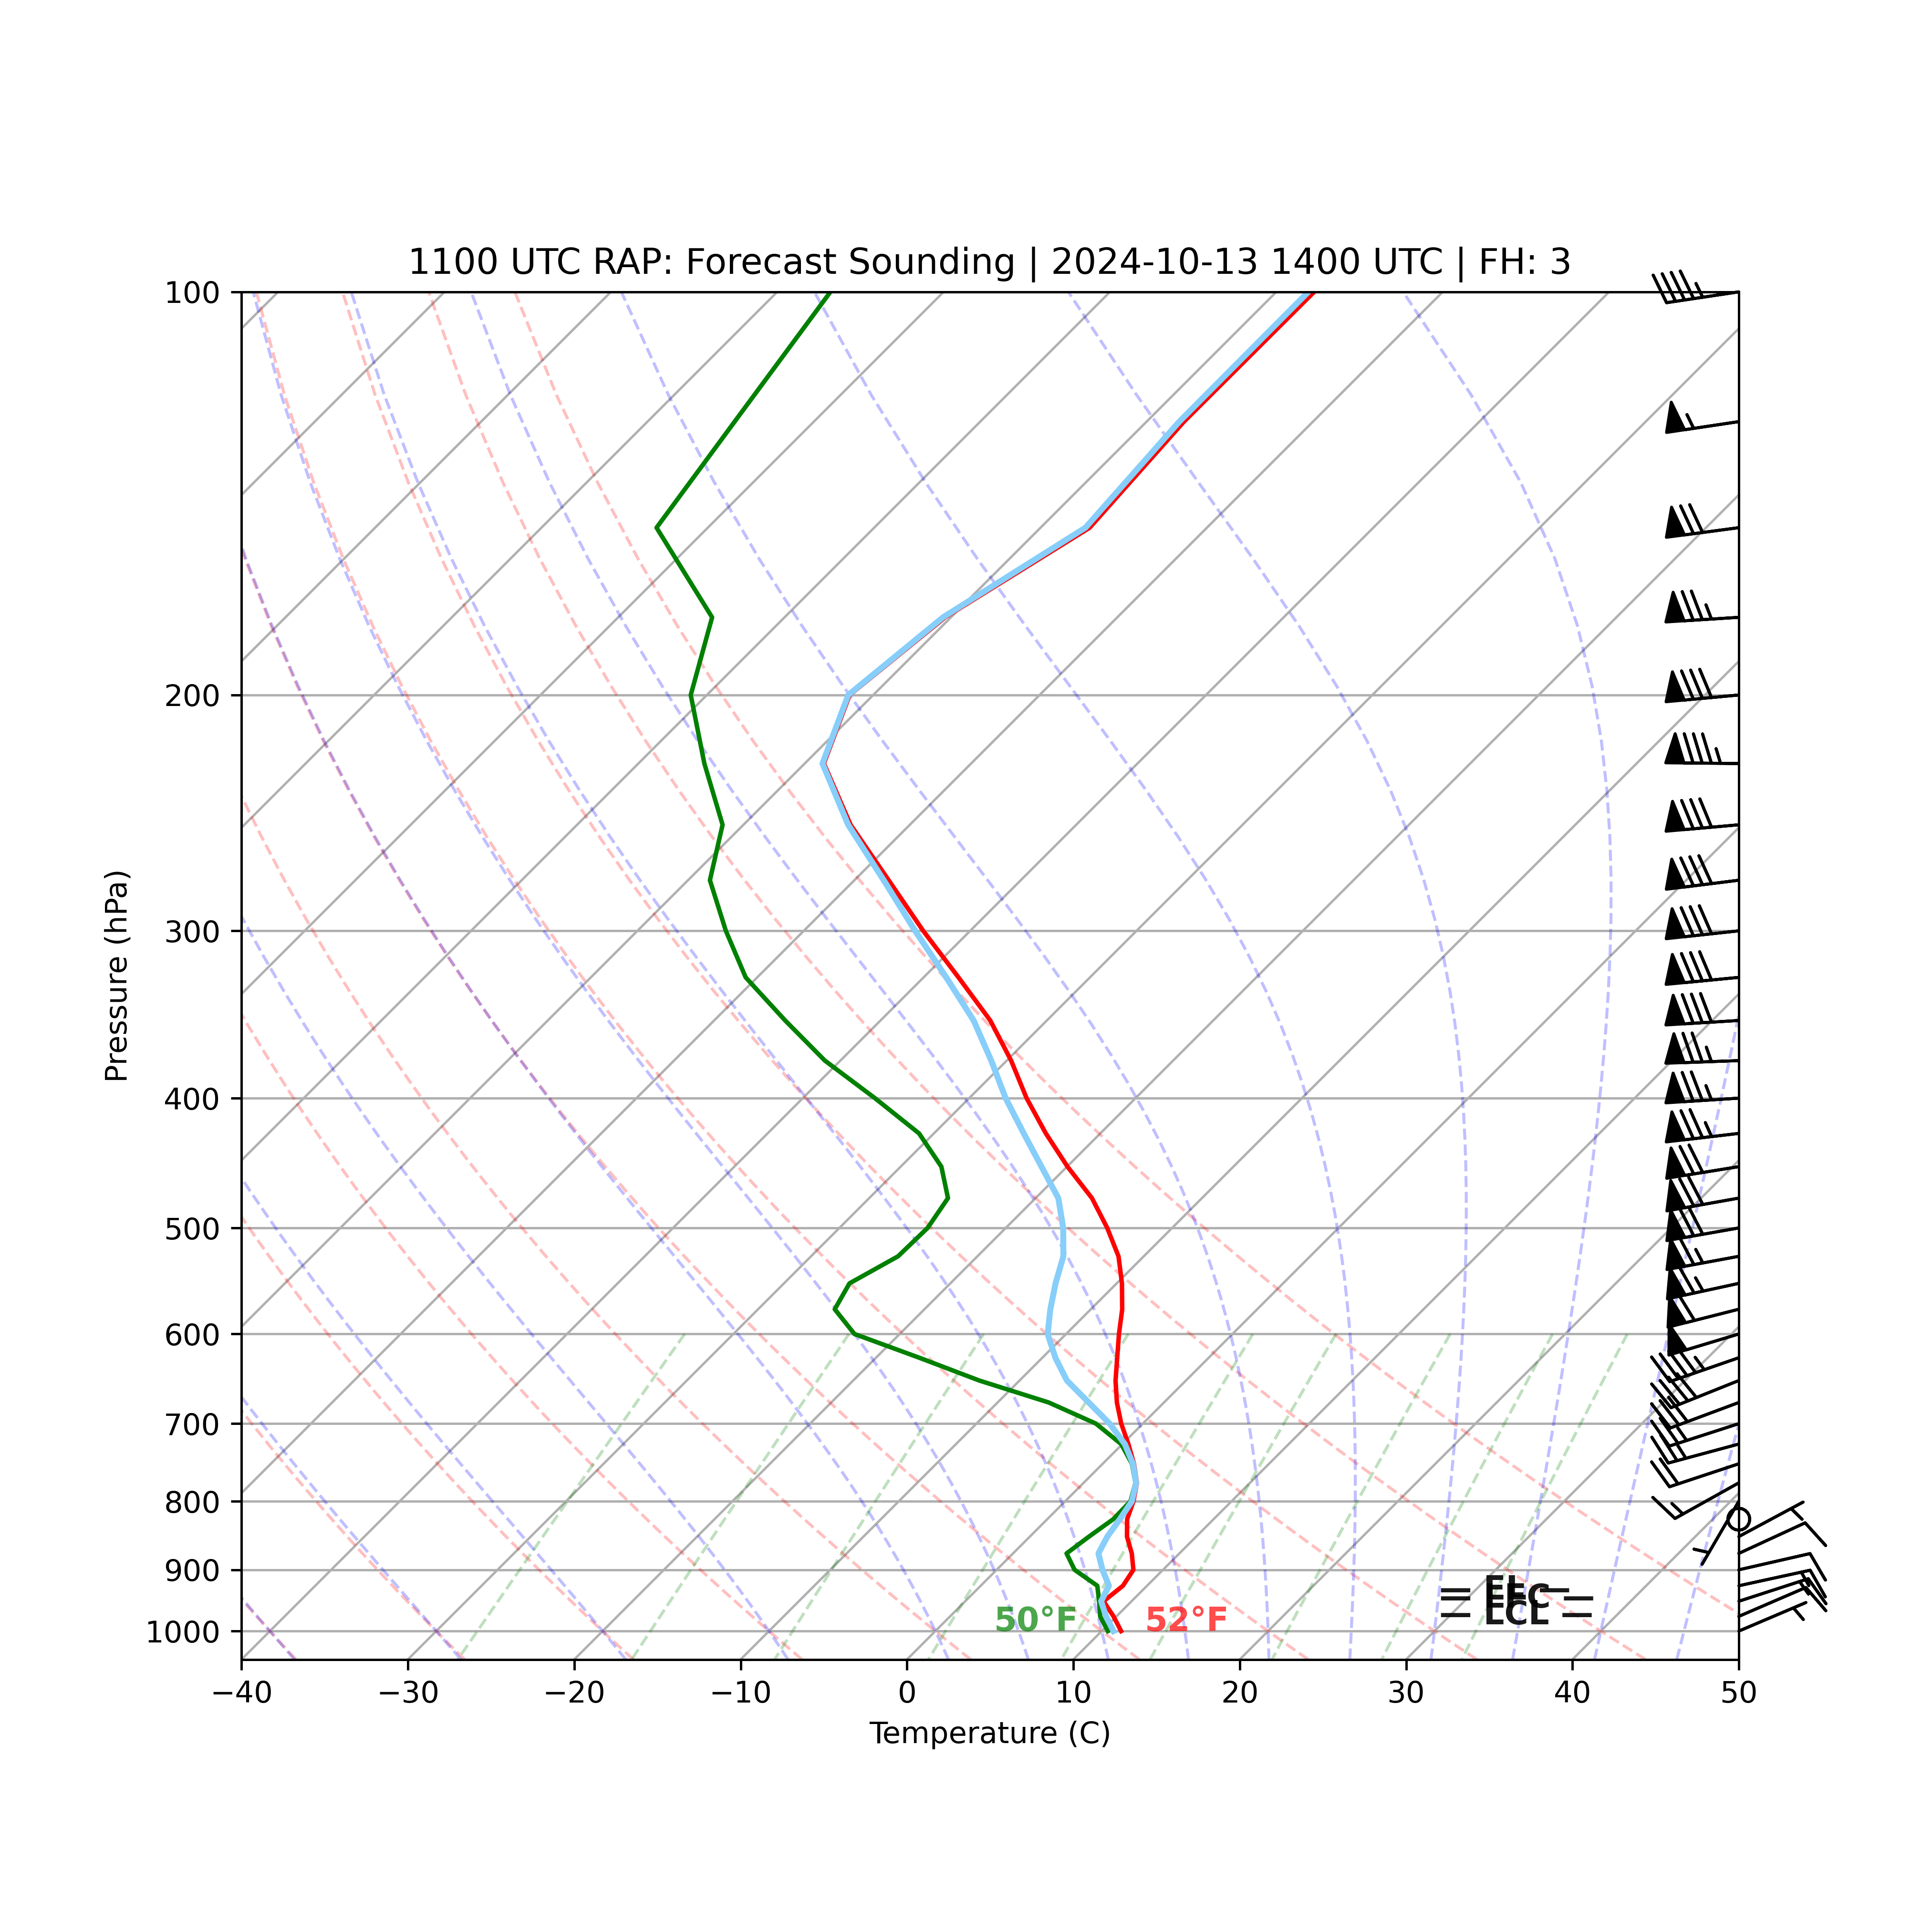 1100 UTC RAP: Forecast Sounding | 2024-10-13 1400 UTC | FH: 3
100
200
300
400
500
600
700
800
900
1000
Pressure (hPa)
EL
LFC
LCL
50°F
52°F
−40
−30
−20
−10
0
10
20
30
40
50
Temperature (C)